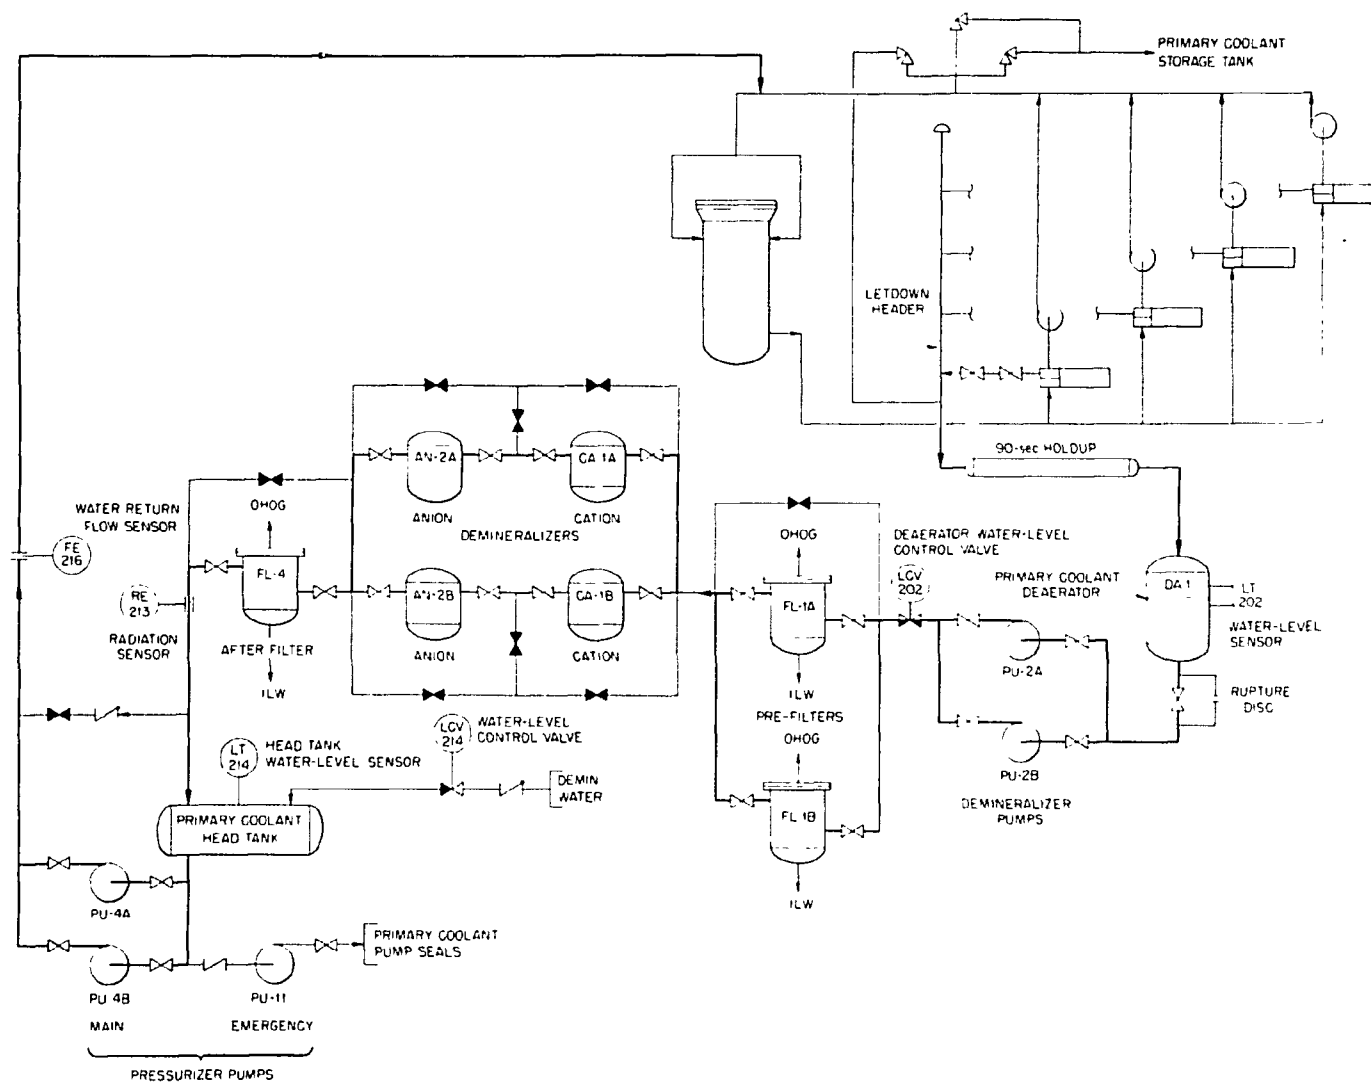 PRIMARY COOLANT
STORAGE TANK
LETDOWN
HEADER
90-sec HOLDUP
WATER RETURN
FLOW SENSOR
FE
216
OHOG
RE
213
RADIATION
SENSOR
FL-4
AFTER FILTER
ILW
AN-2A
ANION
CA-1A
CATION
DEMINERALIZERS
AN-2B
ANION
CA-1B
CATION
OHOG
FL-1A
ILW
PRE-FILTERS
OHOG
FL-1B
ILW
DEAERATOR WATER-LEVEL
CONTROL VALVE
LCV
202
PRIMARY COOLANT
DEAERATOR
DA 1
LT
202
WATER-LEVEL
SENSOR
PU-2A
PU-2B
RUPTURE
DISC
DEMINERALIZER
PUMPS
LT
214
HEAD TANK
WATER-LEVEL SENSOR
LCV
214
WATER-LEVEL
CONTROL VALVE
DEMIN
WATER
PRIMARY COOLANT
HEAD TANK
PU-4A
PU 4B
MAIN
PU-11
EMERGENCY
PRIMARY COOLANT
PUMP SEALS
PRESSURIZER PUMPS